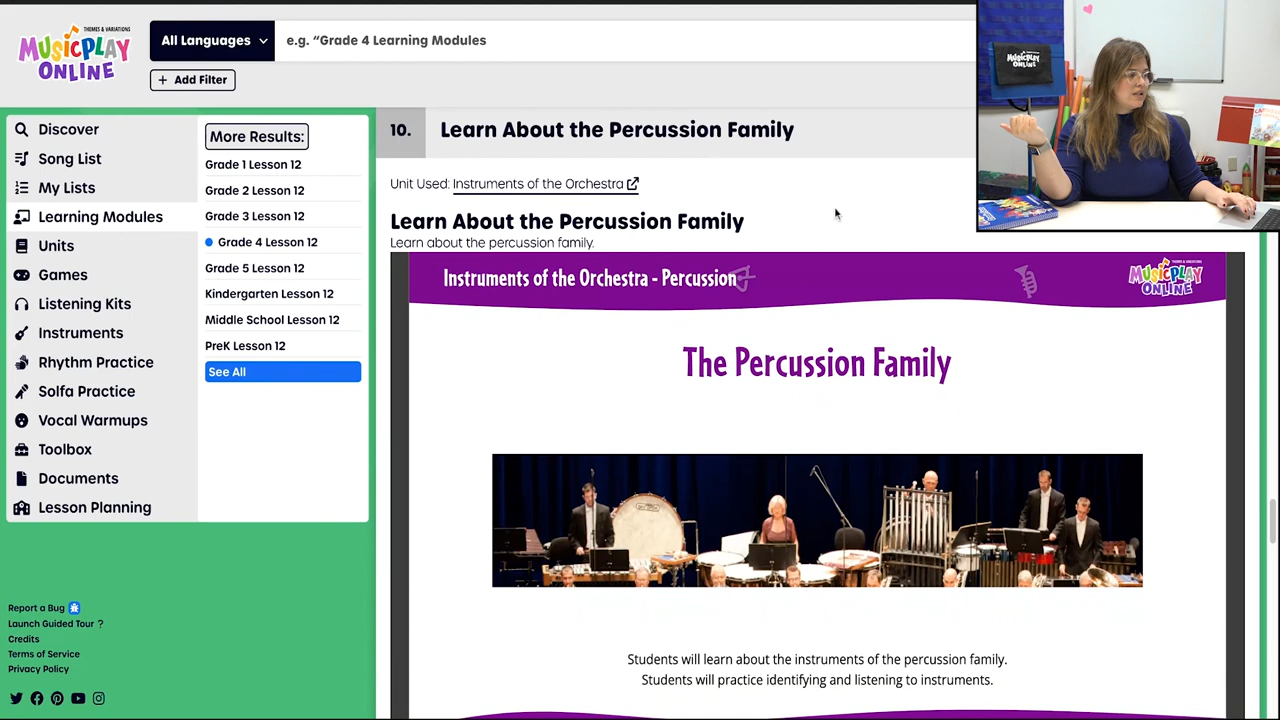 THEMES & VARIATIONS
MUSICPLAY
ONLINE
All Languages
e.g. “Grade 4 Learning Modules
+ Add Filter
Discover
Song List
My Lists
Learning Modules
Units
Games
Listening Kits
Instruments
Rhythm Practice
Solfa Practice
Vocal Warmups
Toolbox
Documents
Lesson Planning
More Results:
Grade 1 Lesson 12
Grade 2 Lesson 12
Grade 3 Lesson 12
Grade 4 Lesson 12
Grade 5 Lesson 12
Kindergarten Lesson 12
Middle School Lesson 12
PreK Lesson 12
See All
Report a Bug
Launch Guided Tour ?
Credits
Terms of Service
Privacy Policy
10. Learn About the Percussion Family
Unit Used: Instruments of the Orchestra
Learn About the Percussion Family
Learn about the percussion family.
Instruments of the Orchestra - Percussion
THEMES & VARIATIONS
MUSICPLAY
ONLINE
The Percussion Family
Students will learn about the instruments of the percussion family.
Students will practice identifying and listening to instruments.
MUSICPLAY
ONLINE